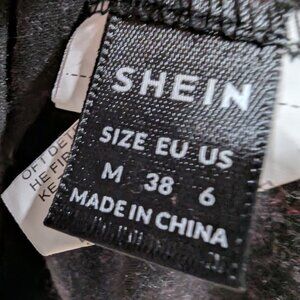 SHEIN
SIZE EU US
M 38 6
MADE IN CHINA